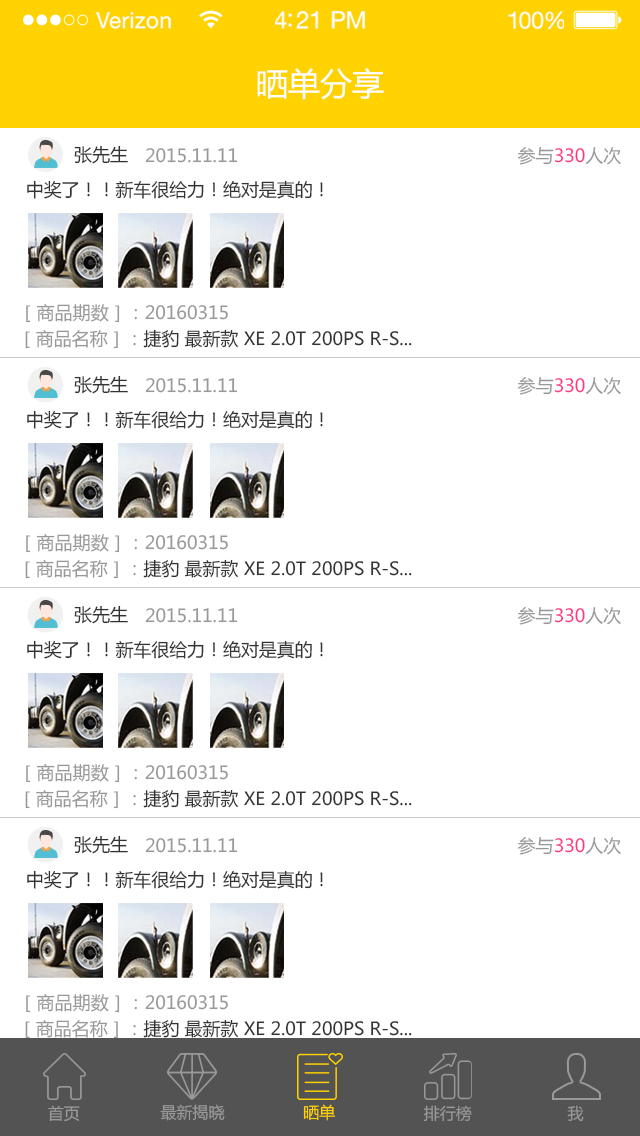 Verizon 4:21 PM 100%
晒单分享
张先生 2015.11.11 参与330人次
中奖了！！新车很给力！绝对是真的！
[ 商品期数 ] ：20160315
[ 商品名称 ] ：捷豹 最新款 XE 2.0T 200PS R-S...
张先生 2015.11.11 参与330人次
中奖了！！新车很给力！绝对是真的！
[ 商品期数 ] ：20160315
[ 商品名称 ] ：捷豹 最新款 XE 2.0T 200PS R-S...
张先生 2015.11.11 参与330人次
中奖了！！新车很给力！绝对是真的！
[ 商品期数 ] ：20160315
[ 商品名称 ] ：捷豹 最新款 XE 2.0T 200PS R-S...
张先生 2015.11.11 参与330人次
中奖了！！新车很给力！绝对是真的！
[ 商品期数 ] ：20160315
[ 商品名称 ] ：捷豹 最新款 XE 2.0T 200PS R-S...
首页 最新揭晓 晒单 排行榜 我